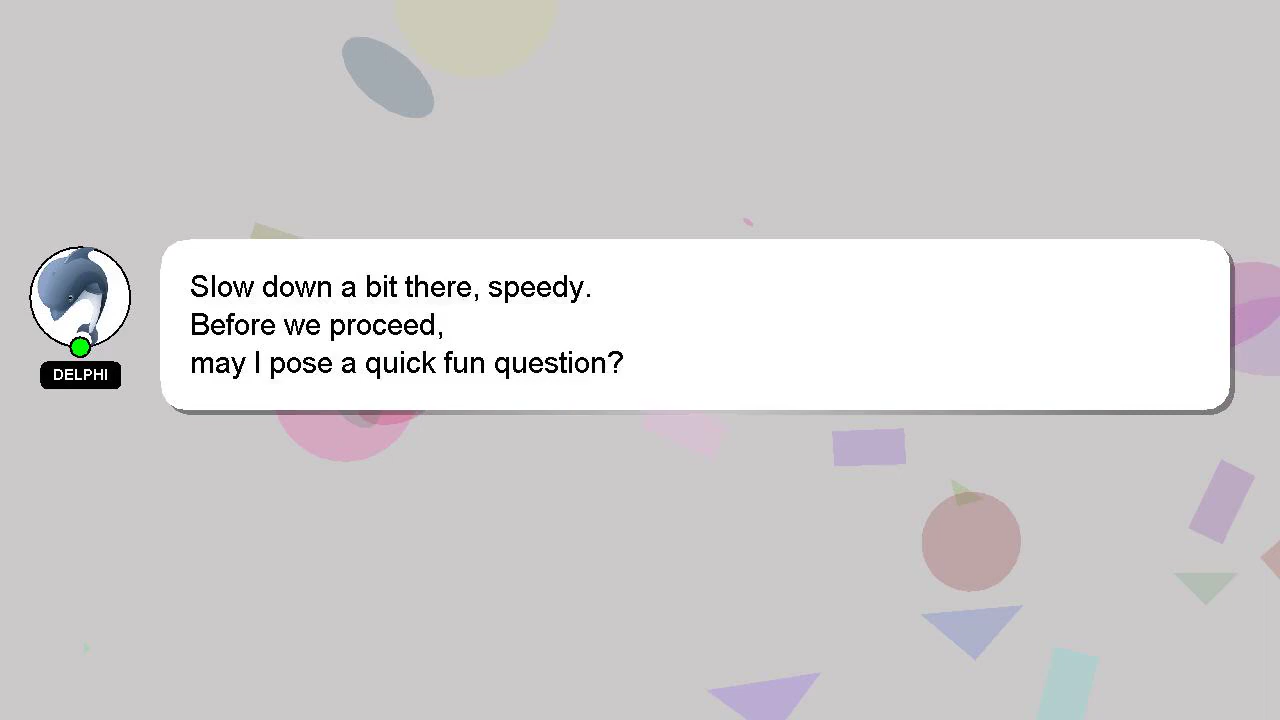 Slow down a bit there, speedy.
Before we proceed,
may I pose a quick fun question?
DELPHI